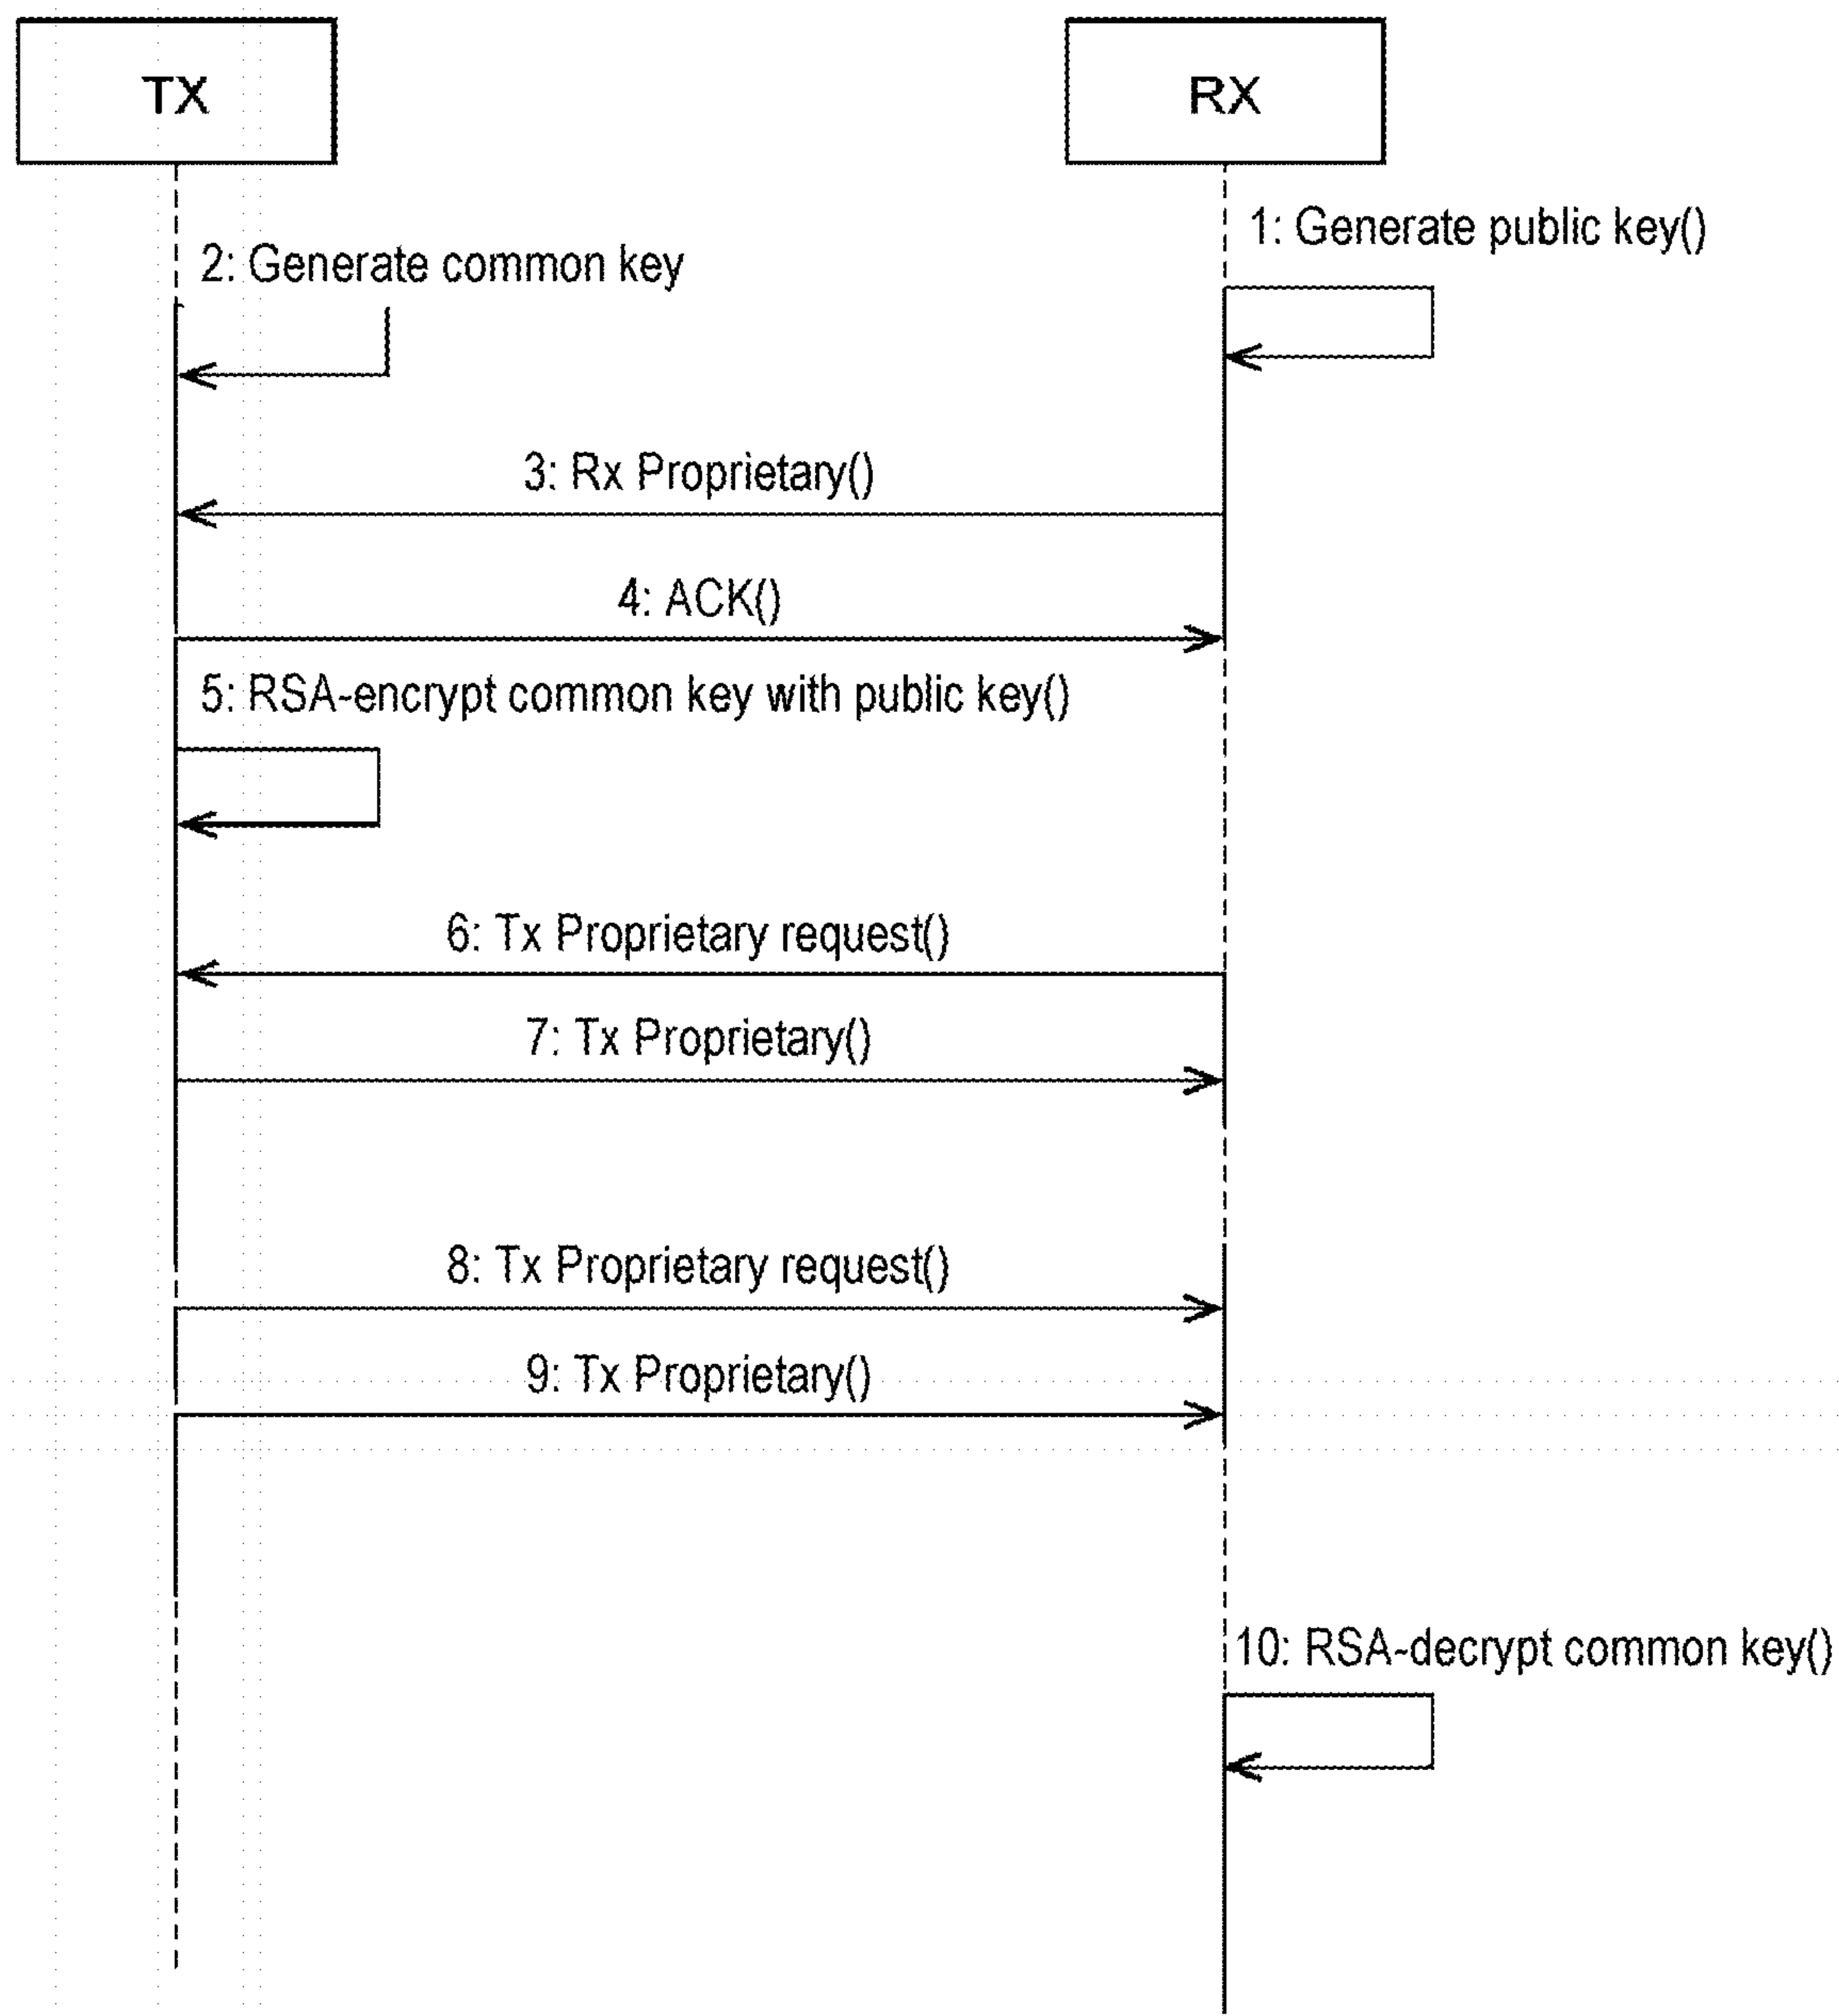 TX
RX
1: Generate public key()
2: Generate common key
3: Rx Proprietary()
4: ACK()
5: RSA-encrypt common key with public key()
6: Tx Proprietary request()
7: Tx Proprietary()
8: Tx Proprietary request()
9: Tx Proprietary()
10: RSA-decrypt common key()